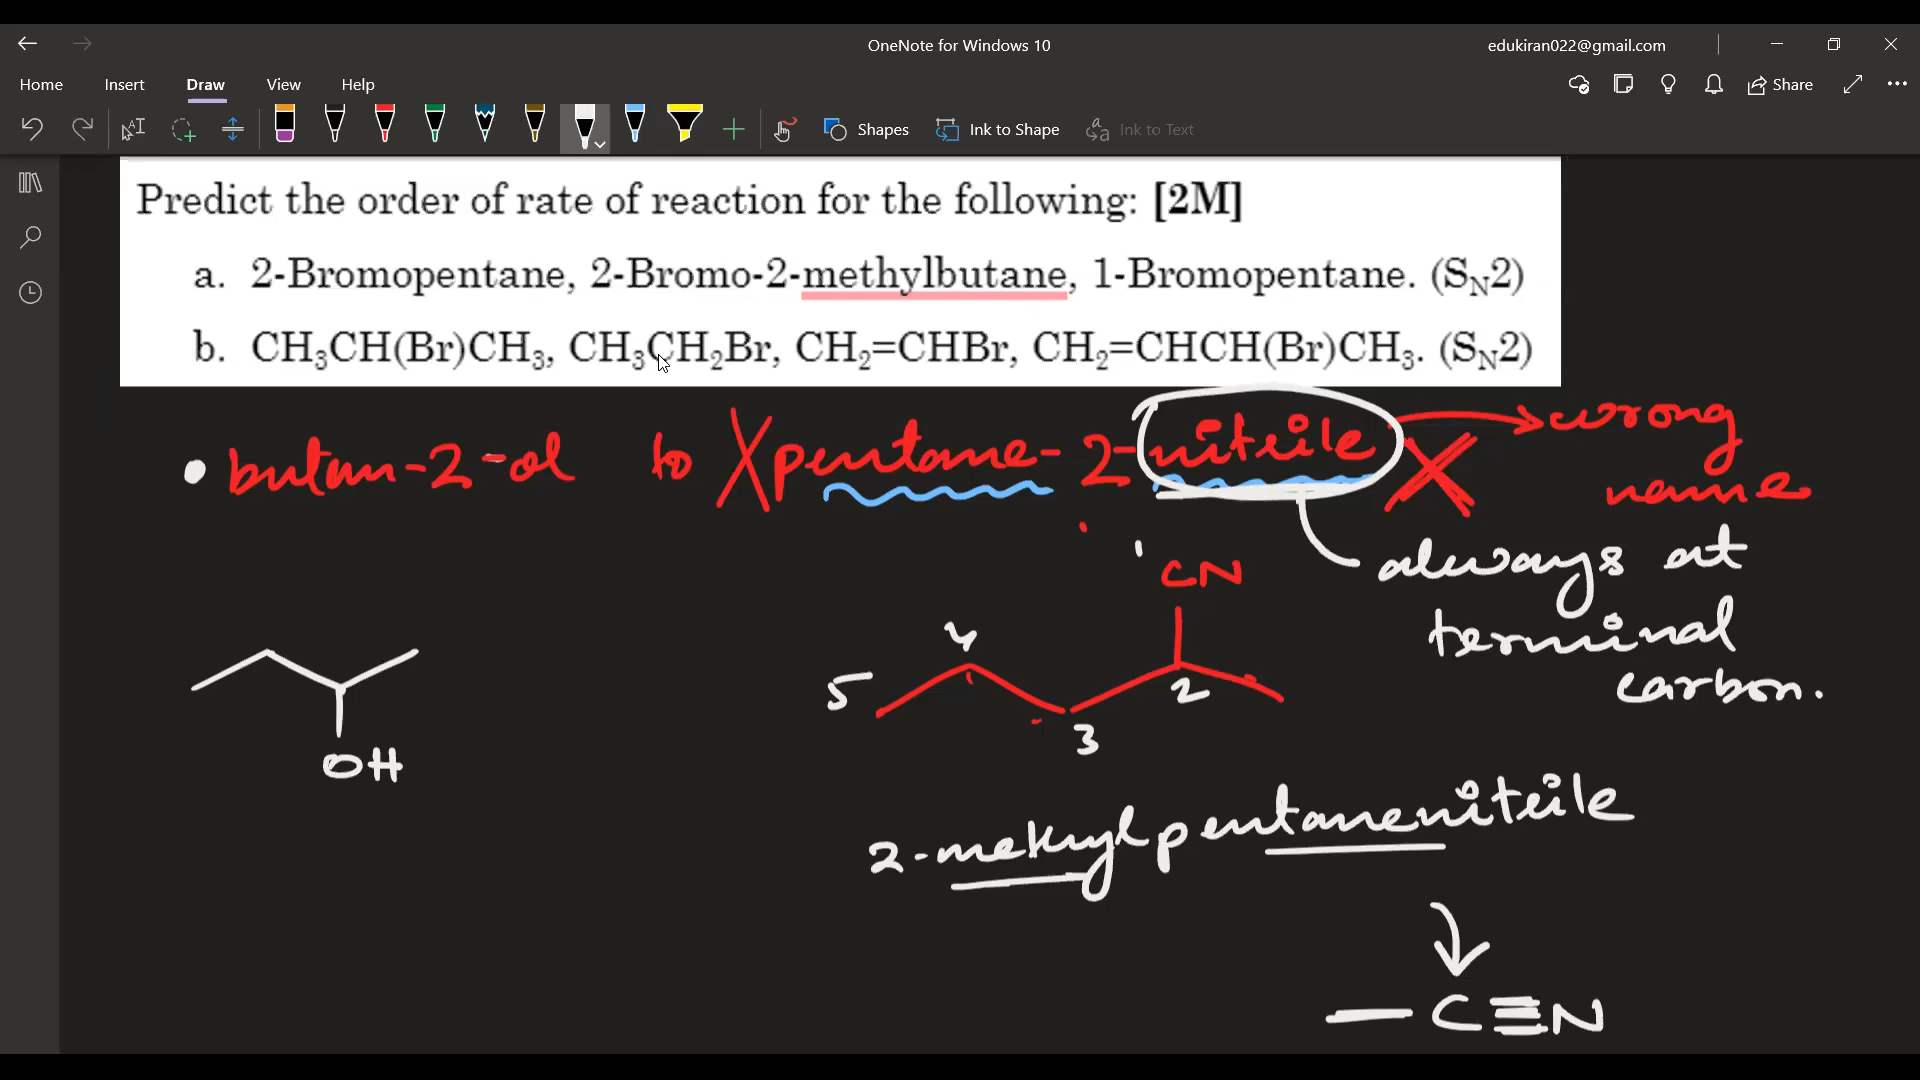 OneNote for Windows 10
edukiran022@gmail.com
Home Insert Draw View Help
Share
Shapes Ink to Shape Ink to Text
Predict the order of rate of reaction for the following: [2M]
a. 2-Bromopentane, 2-Bromo-2-methylbutane, 1-Bromopentane. (SN2)
b. CH3CH(Br)CH3, CH3CH2Br, CH2=CHBr, CH2=CHCH(Br)CH3. (SN2)
• butan-2-ol to X pentane-2-nitrile X → wrong
name
always at
terminal
carbon.
1
CN
4
5
2
3
OH
2-methylpentanenitrile
— C≡N